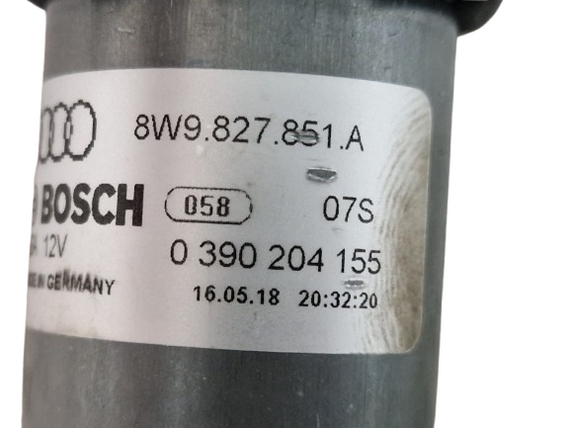 8W9.827.851.A
BOSCH 058 07S
12V 0 390 204 155
GERMANY 16.05.18 20:32:20